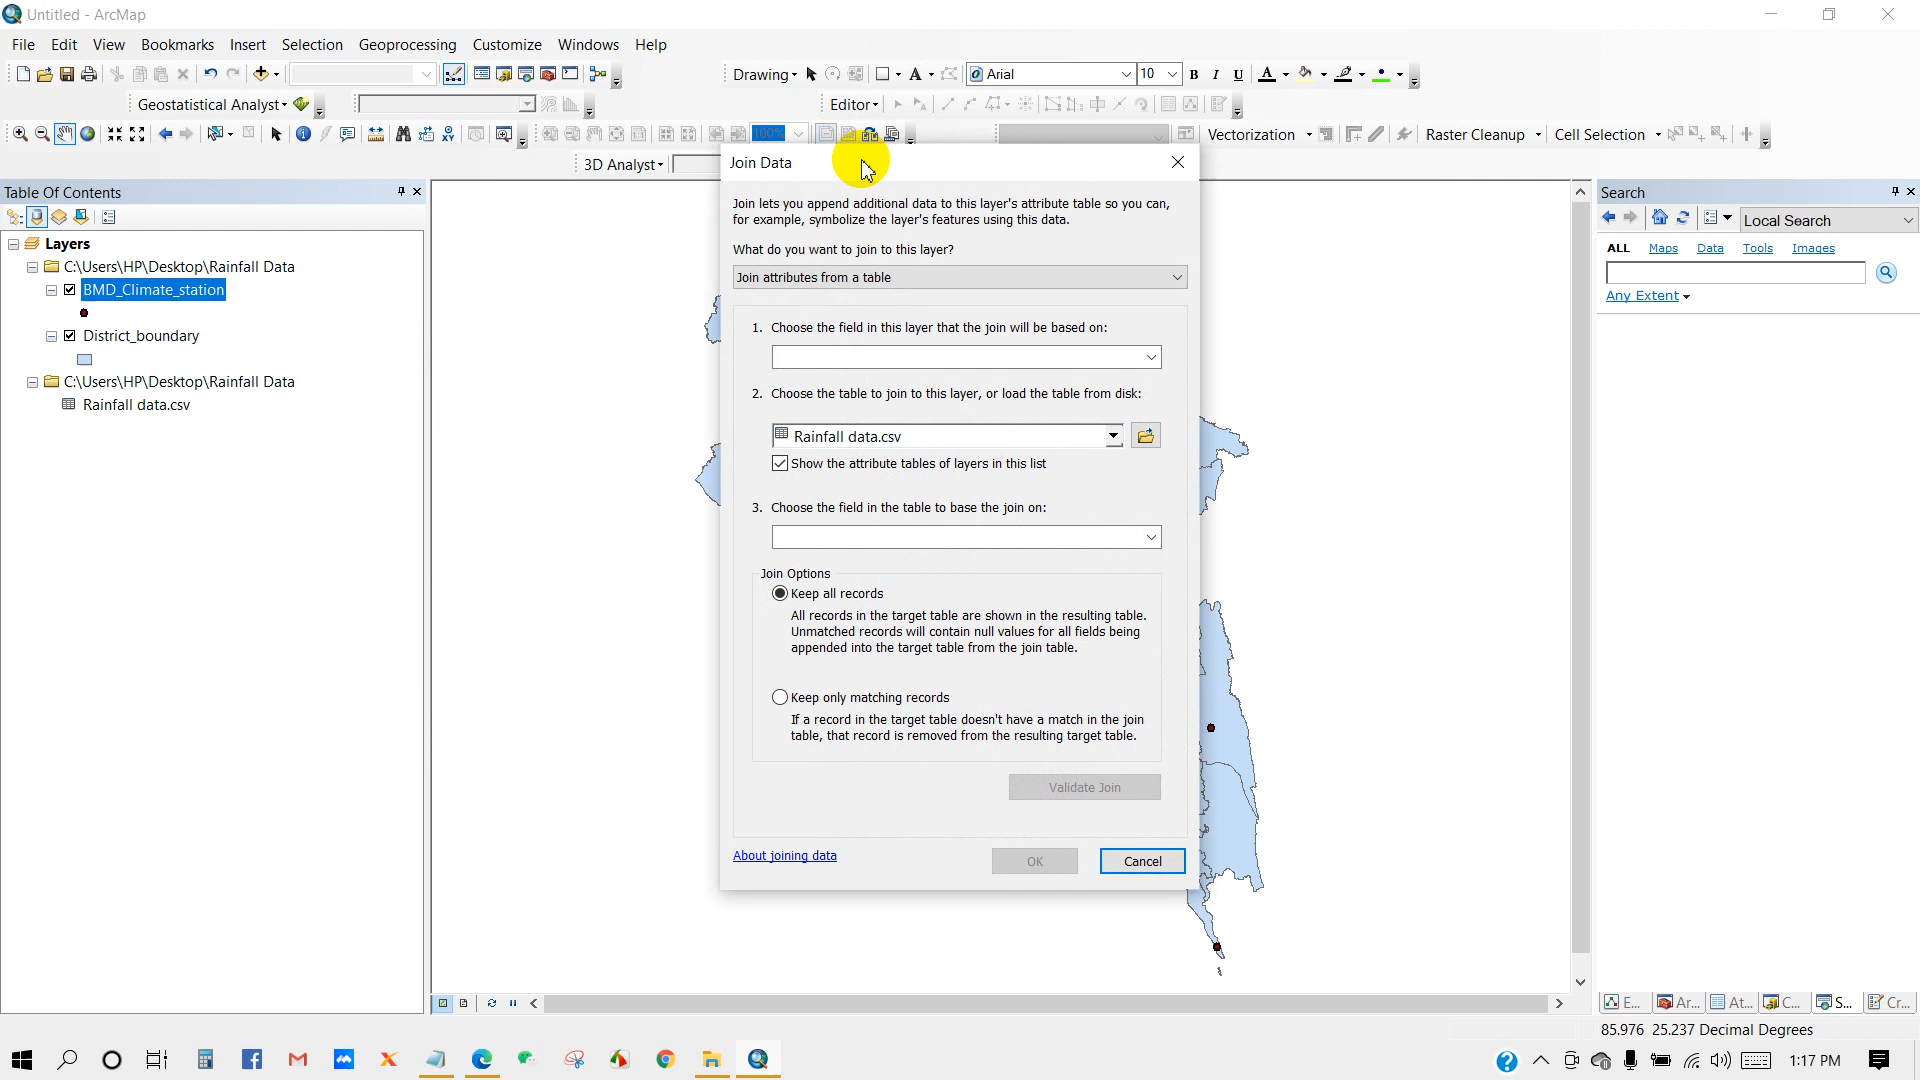 Untitled - ArcMap
File Edit View Bookmarks Insert Selection Geoprocessing Customize Windows Help
Drawing Arial 10 B I U A
Geostatistical Analyst Editor
100% Vectorization Raster Cleanup Cell Selection
3D Analyst
Table Of Contents
Layers
C:\Users\HP\Desktop\Rainfall Data
BMD_Climate_station
District_boundary
C:\Users\HP\Desktop\Rainfall Data
Rainfall data.csv
Join Data
Join lets you append additional data to this layer's attribute table so you can,
for example, symbolize the layer's features using this data.
What do you want to join to this layer?
Join attributes from a table
1. Choose the field in this layer that the join will be based on:
2. Choose the table to join to this layer, or load the table from disk:
Rainfall data.csv
Show the attribute tables of layers in this list
3. Choose the field in the table to base the join on:
Join Options
Keep all records
All records in the target table are shown in the resulting table.
Unmatched records will contain null values for all fields being
appended into the target table from the join table.
Keep only matching records
If a record in the target table doesn't have a match in the join
table, that record is removed from the resulting target table.
Validate Join
About joining data
OK Cancel
Search
Local Search
ALL Maps Data Tools Images
Any Extent
E... Ar... At... C... S... Cr...
85.976 25.237 Decimal Degrees
1:17 PM